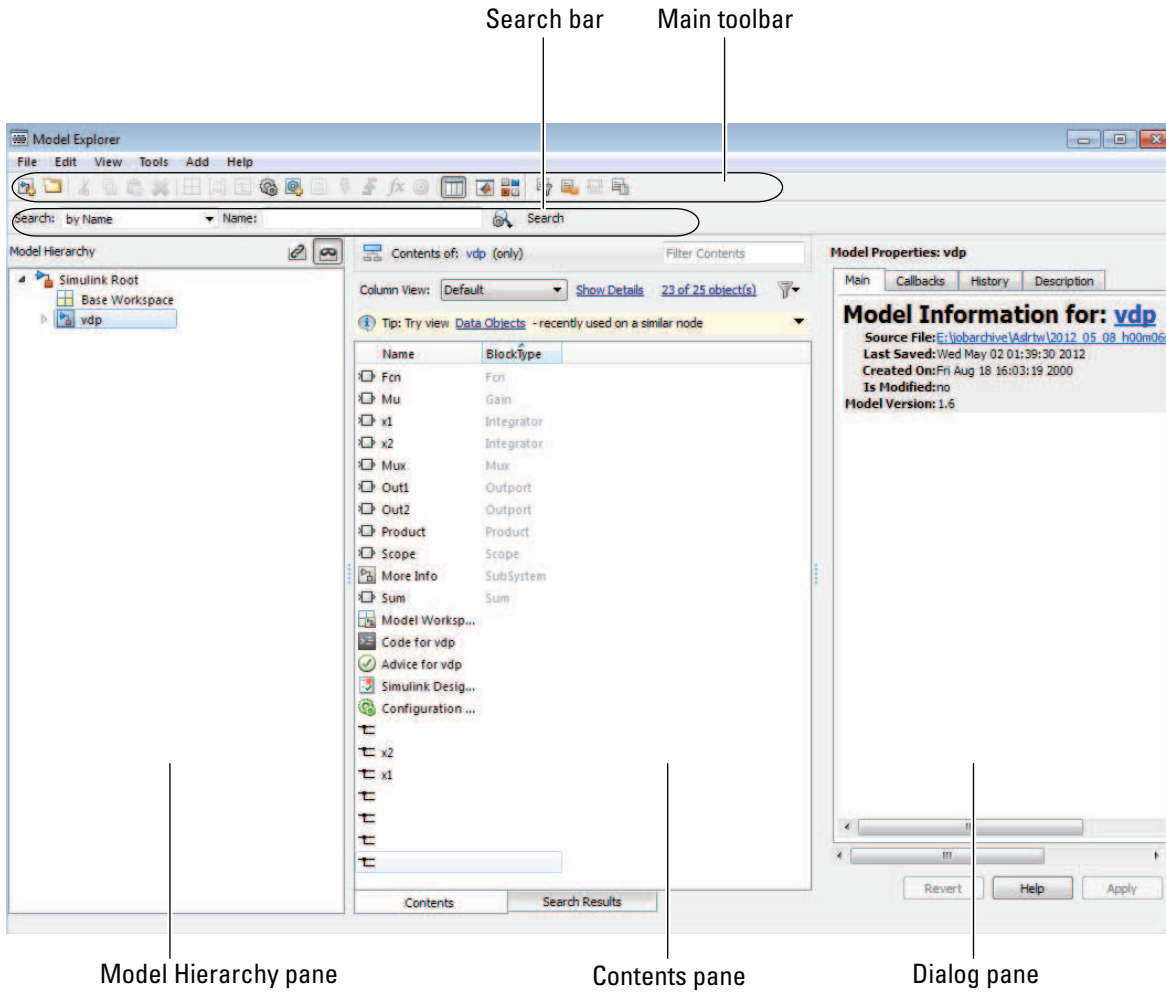 Search bar
Main toolbar
Model Explorer
File Edit View Tools Add Help
Search: by Name Name: Search
Model Hierarchy
Simulink Root
Base Workspace
vdp
Contents of: vdp (only)
Filter Contents
Column View: Default Show Details 23 of 25 object(s)
Tip: Try view Data Objects - recently used on a similar node
Name BlockType
Fcn Fcn
Mu Gain
x1 Integrator
x2 Integrator
Mux Mux
Out1 Outport
Out2 Outport
Product Product
Scope Scope
More Info SubSystem
Sum Sum
Model Worksp...
Code for vdp
Advice for vdp
Simulink Desig...
Configuration ...
x2
x1
Contents Search Results
Model Properties: vdp
Main Callbacks History Description
Model Information for: vdp
Source File: E:\jobarchive\Aslrtw\2012_05_08_h00m06
Last Saved: Wed May 02 01:39:30 2012
Created On: Fri Aug 18 16:03:19 2000
Is Modified: no
Model Version: 1.6
Revert Help Apply
Model Hierarchy pane
Contents pane
Dialog pane